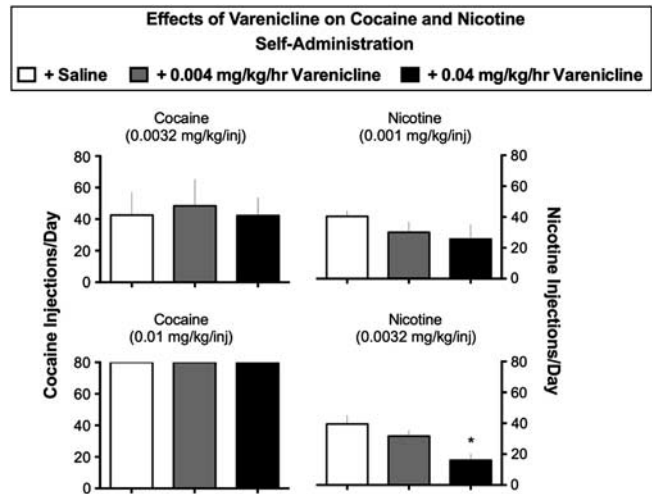 Effects of Varenicline on Cocaine and Nicotine
Self-Administration
+ Saline + 0.004 mg/kg/hr Varenicline + 0.04 mg/kg/hr Varenicline
Cocaine
(0.0032 mg/kg/inj)
Nicotine
(0.001 mg/kg/inj)
80
60
40
20
0
80
60
40
20
0
Cocaine Injections/Day
Nicotine Injections/Day
Cocaine
(0.01 mg/kg/inj)
Nicotine
(0.0032 mg/kg/inj)
80
60
40
20
0
80
60
40
20
0
*